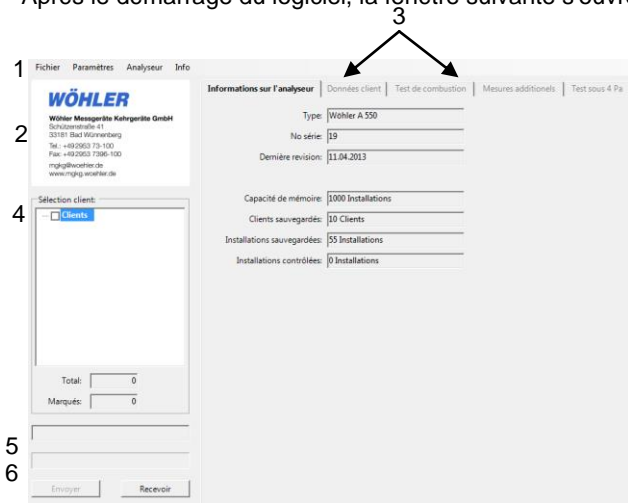 Après le démarrage du logiciel, la fenêtre suivante s'ouvre
3
1
Fichier Paramètres Analyseur Info
WÖHLER
Wöhler Messgeräte Kehrgeräte GmbH
Schützenstraße 41
33181 Bad Wünnenberg
Tel.: +492953 73-100
Fax: +492953 7396-100
mgkg@woehler.de
www.mgkg.woehler.de
2
Informations sur l'analyseur Données client Test de combustion Mesures additionels Test sous 4 Pa
Type: Wöhler A 550
No série: 19
Dernière revision: 11.04.2013
Capacité de mémoire: 1000 Installations
Clients sauvegardés: 10 Clients
Installations sauvegardées: 55 Installations
Installations contrôlées: 0 Installations
Sélection client:
4
Clients
Total: 0
Marqués: 0
5
6
Envoyer Recevoir